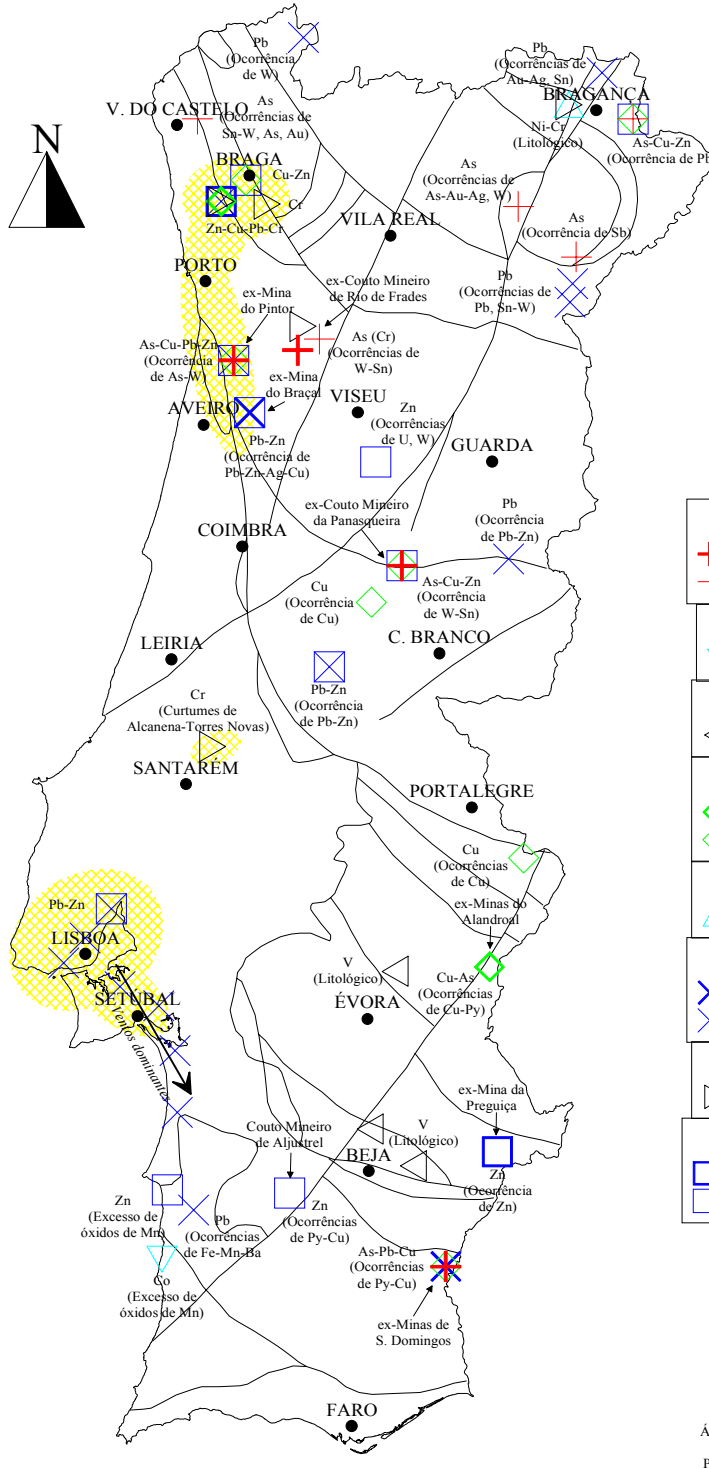 Pb
(Ocorrência
de W)
Pb
(Ocorrências de
Au-Ag, Sn)
BRAGANÇA
V. DO CASTELO
As
(Ocorrências de
Sn-W, As, Au)
Ni-Cr
(Litológico)
As-Cu-Zn
(Ocorrência de Pb
N
BRAGA
Cu-Zn
Cr
Zn-Cu-Pb-Cr
As
(Ocorrências de
As-Au-Ag, W)
As
(Ocorrência de Sb)
VILA REAL
PORTO
Pb
(Ocorrências de
Pb, Sn-W)
ex-Mina
do Pintor
ex-Couto Mineiro
de Rio de Frades
As-Cu-Pb-Zn
(Ocorrência
de As-W)
As (Cr)
(Ocorrências de
W-Sn)
ex-Mina
do Braçal
AVEIRO
VISEU
Zn
(Ocorrências
de U, W)
Pb-Zn
(Ocorrência de
Pb-Zn-Ag-Cu)
GUARDA
ex-Couto Mineiro
da Panasqueira
Pb
(Ocorrência
de Pb-Zn)
COIMBRA
Cu
(Ocorrência
de Cu)
As-Cu-Zn
(Ocorrência
de W-Sn)
LEIRIA
C. BRANCO
Pb-Zn
(Ocorrência
de Pb-Zn)
Cr
(Curtumes de
Alcanena-Torres Novas)
SANTARÉM
PORTALEGRE
Cu
(Ocorrências
de Cu)
ex-Minas do
Alandroal
Pb-Zn
LISBOA
V
(Litológico)
Cu-As
(Ocorrências
de Cu-Py)
SETÚBAL
ÉVORA
Ventos dominantes
ex-Mina da
Preguiça
Couto Mineiro
de Aljustrel
V
(Litológico)
BEJA
Zn
(Ocorrência
de Zn)
Zn
(Excesso de
óxidos de Mn)
Pb
(Ocorrências
de Fe-Mn-Ba
Zn
(Ocorrências
de Py-Cu)
As-Pb-Cu
(Ocorrências
de Py-Cu)
Co
(Excesso de
óxidos de Mn)
ex-Minas de
S. Domingos
FARO
Á
P